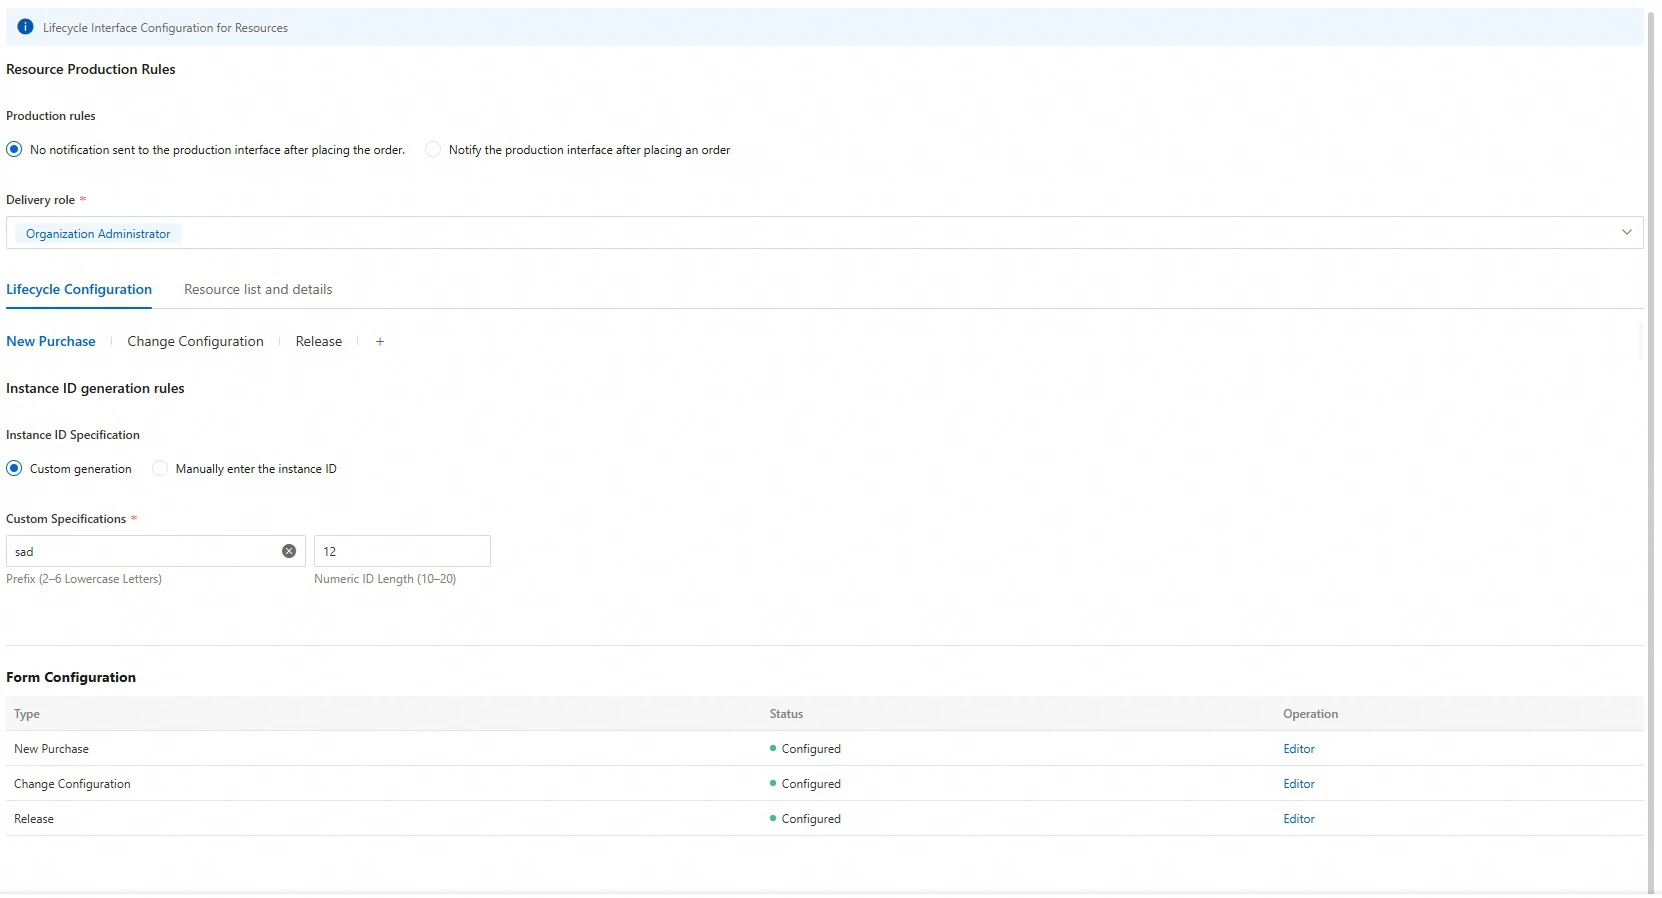 Lifecycle Interface Configuration for Resources
Resource Production Rules
Production rules
No notification sent to the production interface after placing the order. Notify the production interface after placing an order
Delivery role *
Organization Administrator
Lifecycle Configuration Resource list and details
New Purchase Change Configuration Release +
Instance ID generation rules
Instance ID Specification
Custom generation Manually enter the instance ID
Custom Specifications *
sad 12
Prefix (2–6 Lowercase Letters) Numeric ID Length (10–20)
Form Configuration
Type Status Operation
New Purchase Configured Editor
Change Configuration Configured Editor
Release Configured Editor